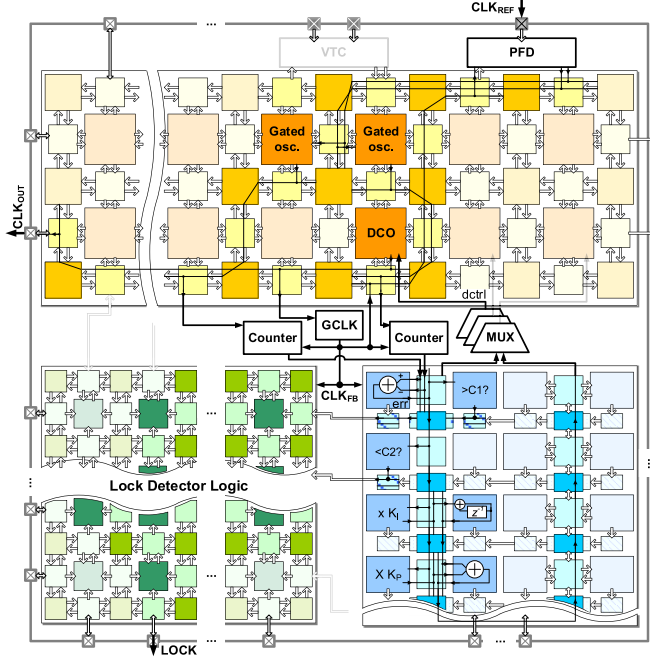 CLKREF
...
VTC
PFD
Gated
osc.
Gated
osc.
CLKOUT
DCO
dctrl
GCLK
Counter
Counter
MUX
CLKFB
+
-
err
>C1?
...
<C2?
...
Lock Detector Logic
x KI
z-1
...
X KP
...
...
LOCK